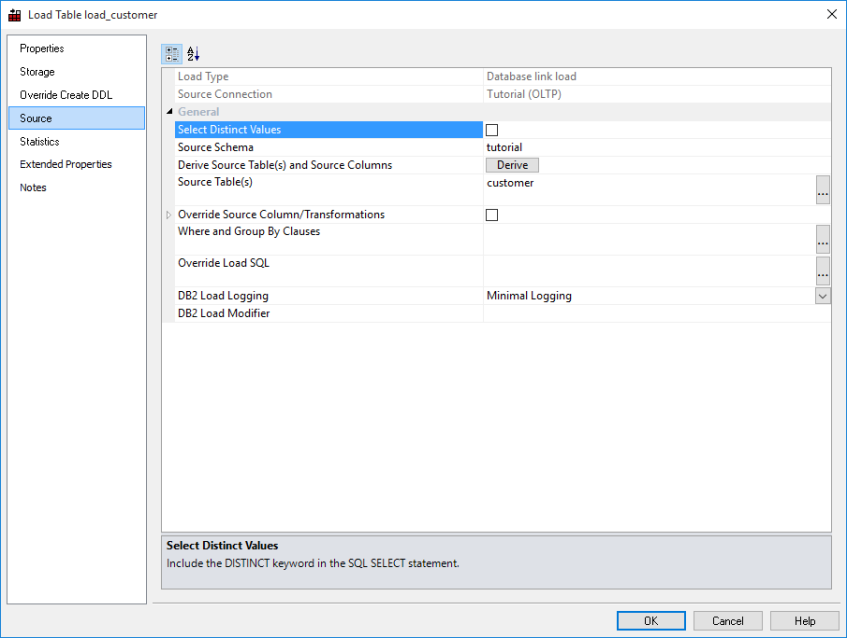 Load Table load_customer
Properties
Storage
Override Create DDL
Source
Statistics
Extended Properties
Notes
Load Type Database link load
Source Connection Tutorial (OLTP)
General
Select Distinct Values
Source Schema tutorial
Derive Source Table(s) and Source Columns Derive
Source Table(s) customer
...
Override Source Column/Transformations
Where and Group By Clauses
...
Override Load SQL
...
DB2 Load Logging Minimal Logging
DB2 Load Modifier
Select Distinct Values
Include the DISTINCT keyword in the SQL SELECT statement.
OK Cancel Help